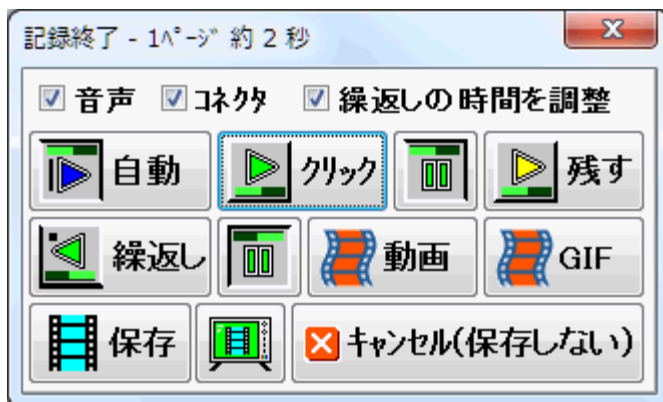 記録終了 - 1ﾍﾟｰｼﾞ 約 2 秒
音声 ｺﾈｸﾀ 繰返しの時間を調整
自動 ｸﾘｯｸ 残す
繰返し 動画 GIF
保存 ｷｬﾝｾﾙ(保存しない)